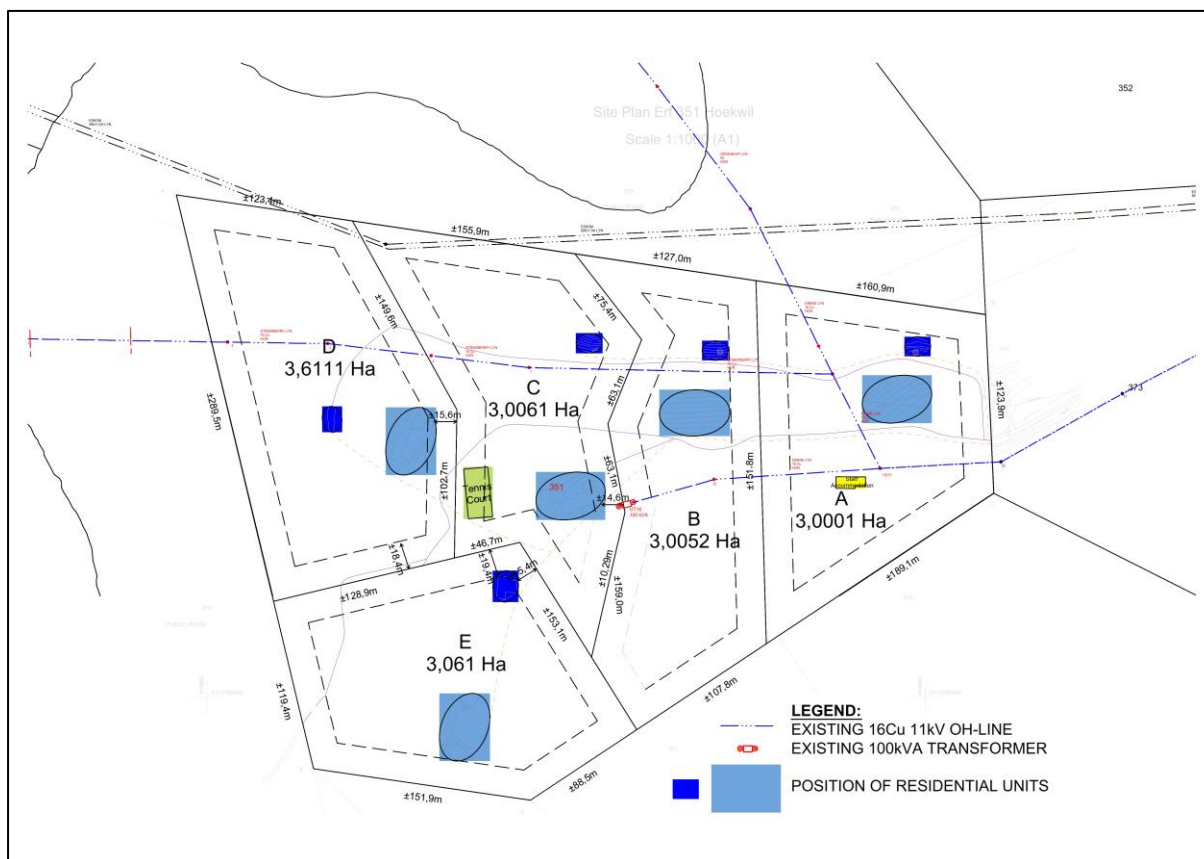 352
Site Plan Erf 351 Hoekwil
Scale 1:1000 (A1)
±123,4m
±155,9m
±127,0m
±160,9m
±75,4m
±149,6m
D
3,6111 Ha
C
3,0061 Ha
±63,1m
±123,9m
373
±289,5m
±15,6m
±63,1m
±151,8m
±102,7m
Tennis
Court
351
±14,6m
100 kVA
Staff
Accommodation
A
3,0001 Ha
B
3,0052 Ha
±46,7m
±18,4m
±19,4m
±10,29m
±159,0m
±189,1m
±128,9m
±153,1m
PUBLIC PLACE
E
3,061 Ha
±119,4m
±107,8m
±88,5m
±151,9m
LEGEND:
EXISTING 16Cu 11kV OH-LINE
EXISTING 100kVA TRANSFORMER
POSITION OF RESIDENTIAL UNITS